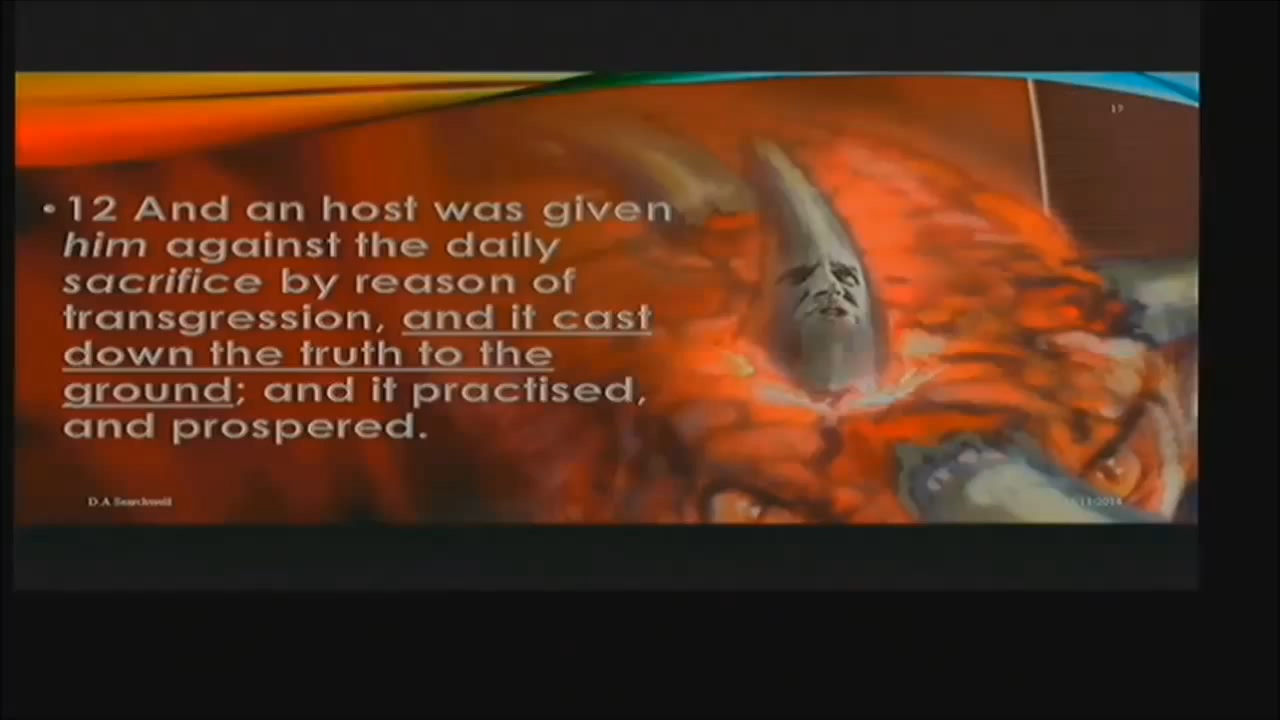 17
• 12 And an host was given
him against the daily
sacrifice by reason of
transgression, and it cast
down the truth to the
ground; and it practised,
and prospered.
D.A